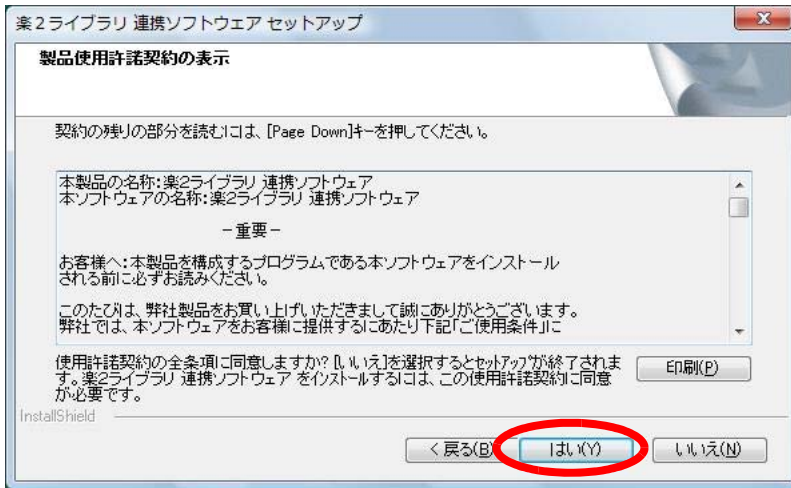 楽2ライブラリ 連携ソフトウェア セットアップ
製品使用許諾契約の表示
契約の残りの部分を読むには、[Page Down]キーを押してください。
本製品の名称:楽2ライブラリ 連携ソフトウェア
本ソフトウェアの名称:楽2ライブラリ 連携ソフトウェア
－重要－
お客様へ:本製品を構成するプログラムである本ソフトウェアをインストール
される前に必ずお読みください。
このたびは、弊社製品をお買い上げいただきまして誠にありがとうございます。
弊社では、本ソフトウェアをお客様に提供するにあたり下記「ご使用条件」に
使用許諾契約の全条項に同意しますか? [いいえ]を選択するとセットアップが終了されま
す。楽2ライブラリ 連携ソフトウェア をインストールするには、この使用許諾契約に同意
が必要です。
印刷(P)
InstallShield
< 戻る(B)
はい(Y)
いいえ(N)